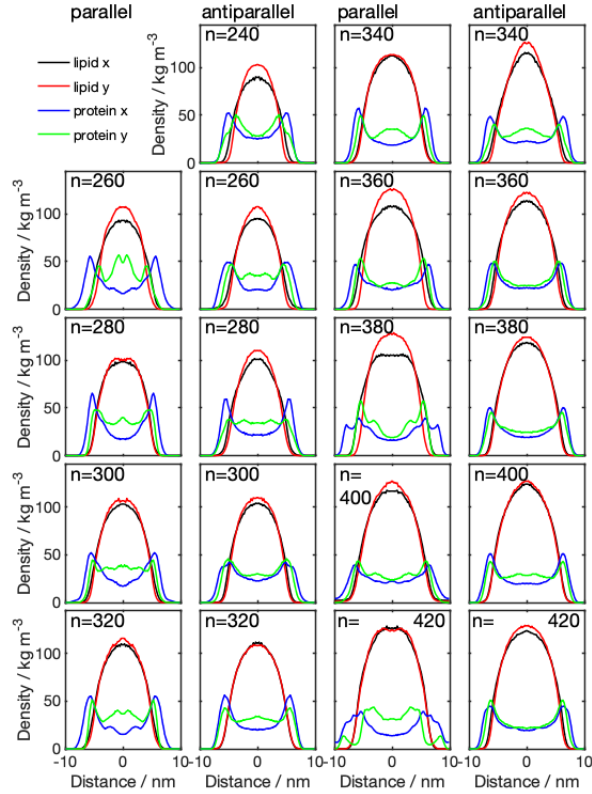 parallel antiparallel parallel antiparallel
lipid x
lipid y
protein x
protein y
Density / kg m⁻³
100
50
0
n=240
n=340
n=340
Density / kg m⁻³
100
50
0
n=260
n=260
n=360
n=360
Density / kg m⁻³
100
50
0
n=280
n=280
n=380
n=380
Density / kg m⁻³
100
50
0
n=300
n=300
n=
400
n=400
Density / kg m⁻³
100
50
0
n=320
n=320
n= 420
n= 420
-10 0 10-10 0 10-10 0 10-10 0 10
Distance / nm Distance / nm Distance / nm Distance / nm